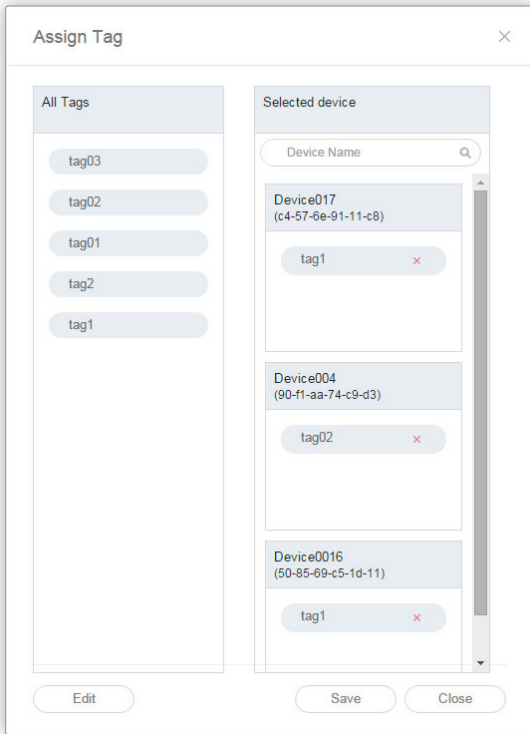 Assign Tag
All Tags
tag03
tag02
tag01
tag2
tag1
Selected device
Device Name
Device017
(c4-57-6e-91-11-c8)
tag1
Device004
(90-f1-aa-74-c9-d3)
tag02
Device0016
(50-85-69-c5-1d-11)
tag1
Edit
Save
Close